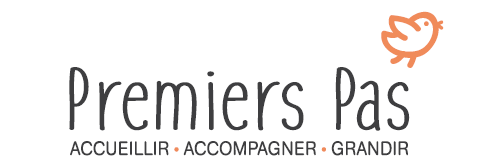 Premiers Pas
ACCUEILLIR • ACCOMPAGNER • GRANDIR